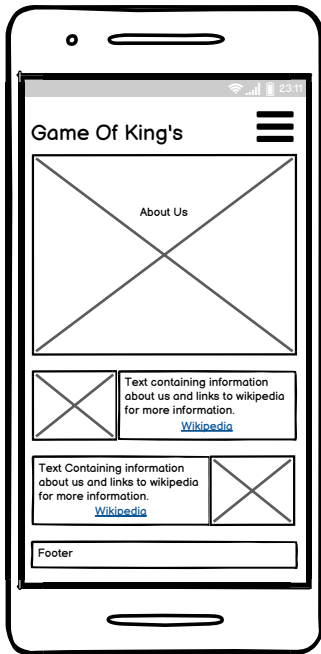 23:11
Game Of King's
About Us
Text containing information
about us and links to wikipedia
for more information.
Wikipedia
Text Containing information
about us and links to wikipedia
for more information.
Wikipedia
Footer